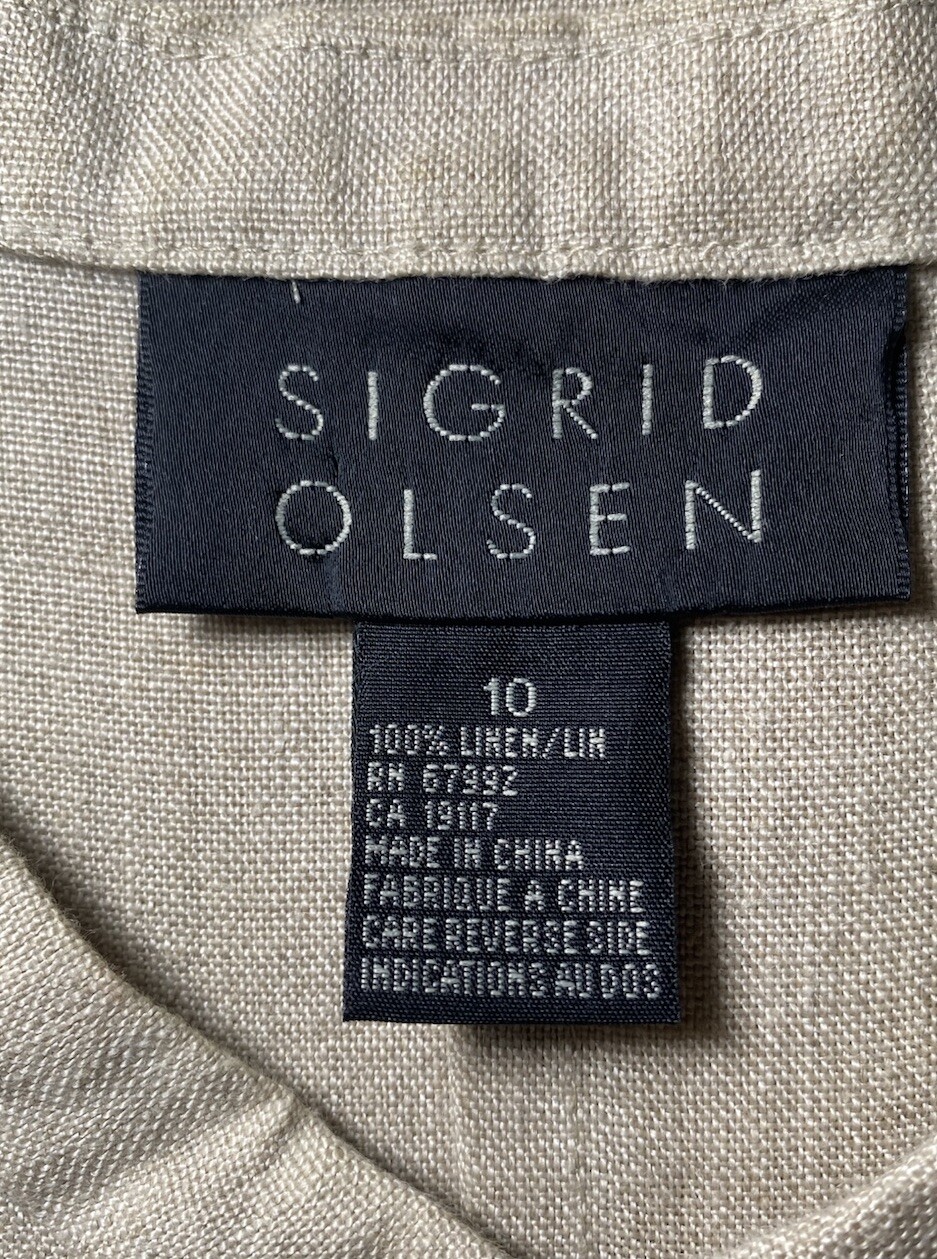 SIGRID
OLSEN
10
100% LINEN/LIN
RN 67992
CA 19117
MADE IN CHINA
FABRIQUE A CHINE
CARE REVERSE SIDE
INDICATIONS AU DOS